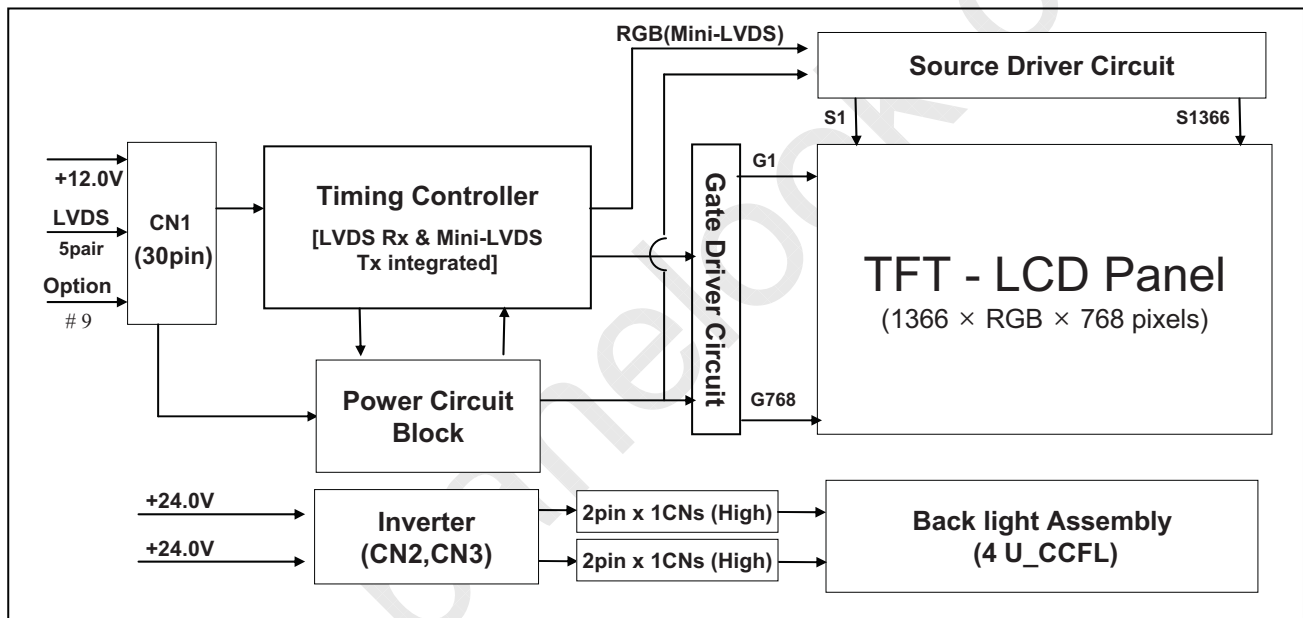 RGB(Mini-LVDS)
Source Driver Circuit
S1
S1366
+12.0V
LVDS
5pair
Option
# 9
CN1
(30pin)
Timing Controller
[LVDS Rx & Mini-LVDS
Tx integrated]
Power Circuit
Block
Gate Driver Circuit
G1
G768
TFT - LCD Panel
(1366 × RGB × 768 pixels)
+24.0V
+24.0V
Inverter
(CN2,CN3)
2pin x 1CNs (High)
2pin x 1CNs (High)
Back light Assembly
(4 U_CCFL)
panelook